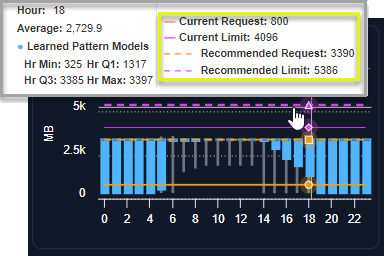 Hour: 18
Average: 2,729.9
Learned Pattern Models
Hr Min: 325 Hr Q1: 1317
Hr Q3: 3385 Hr Max: 3397
Current Request: 800
Current Limit: 4096
Recommended Request: 3390
Recommended Limit: 5386
MB
5k
2.5k
0
0 2 4 6 8 10 12 14 16 18 20 22